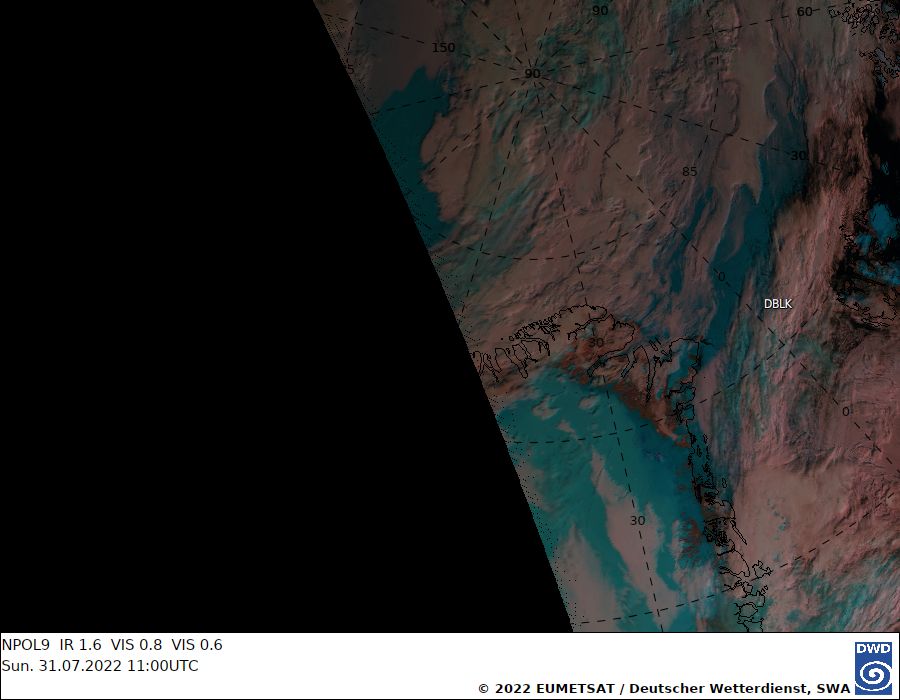 90
60
150
5
90
30
85
0
DBLK
30
0
30
NPOL9 IR 1.6 VIS 0.8 VIS 0.6
Sun. 31.07.2022 11:00UTC
DWD
© 2022 EUMETSAT / Deutscher Wetterdienst, SWA